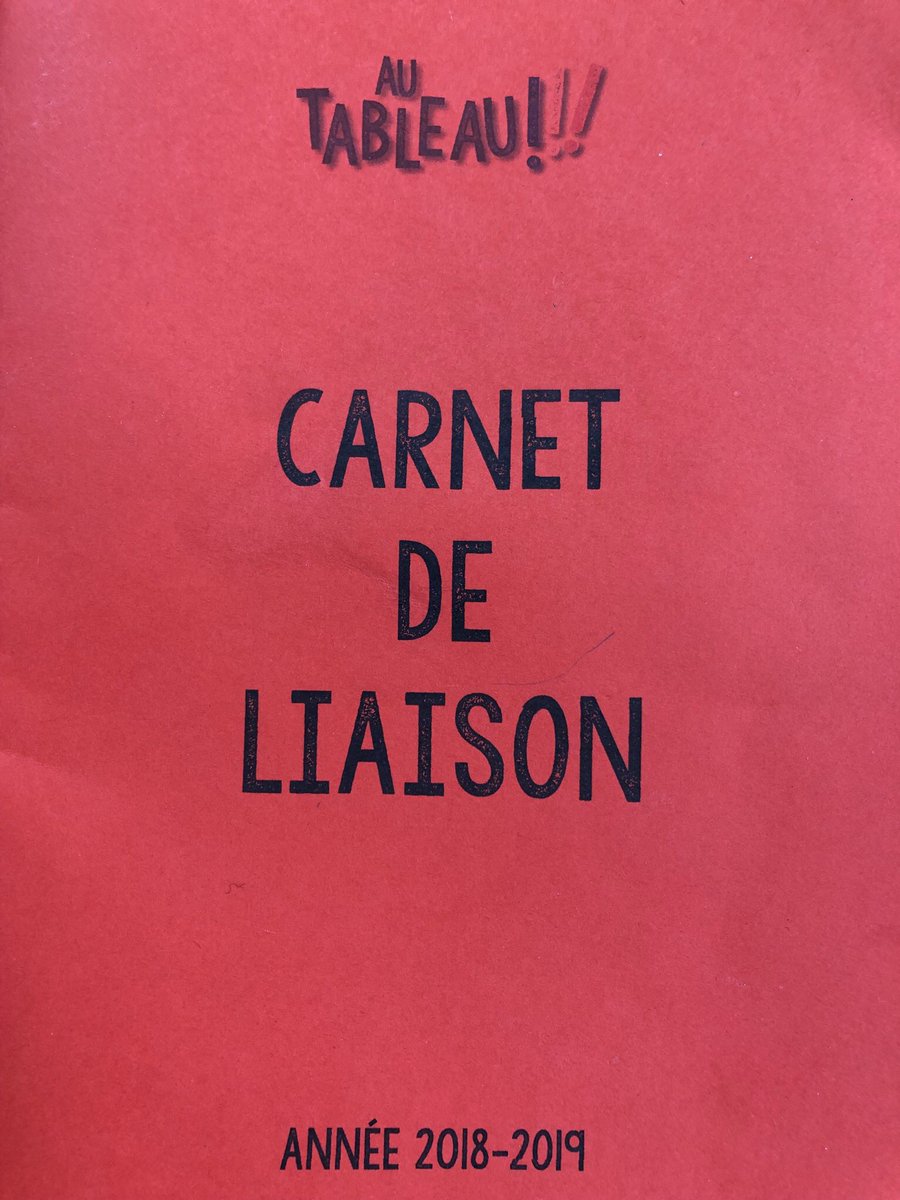 AU
TABLEAU!!!
CARNET
DE
LIAISON
ANNÉE 2018-2019